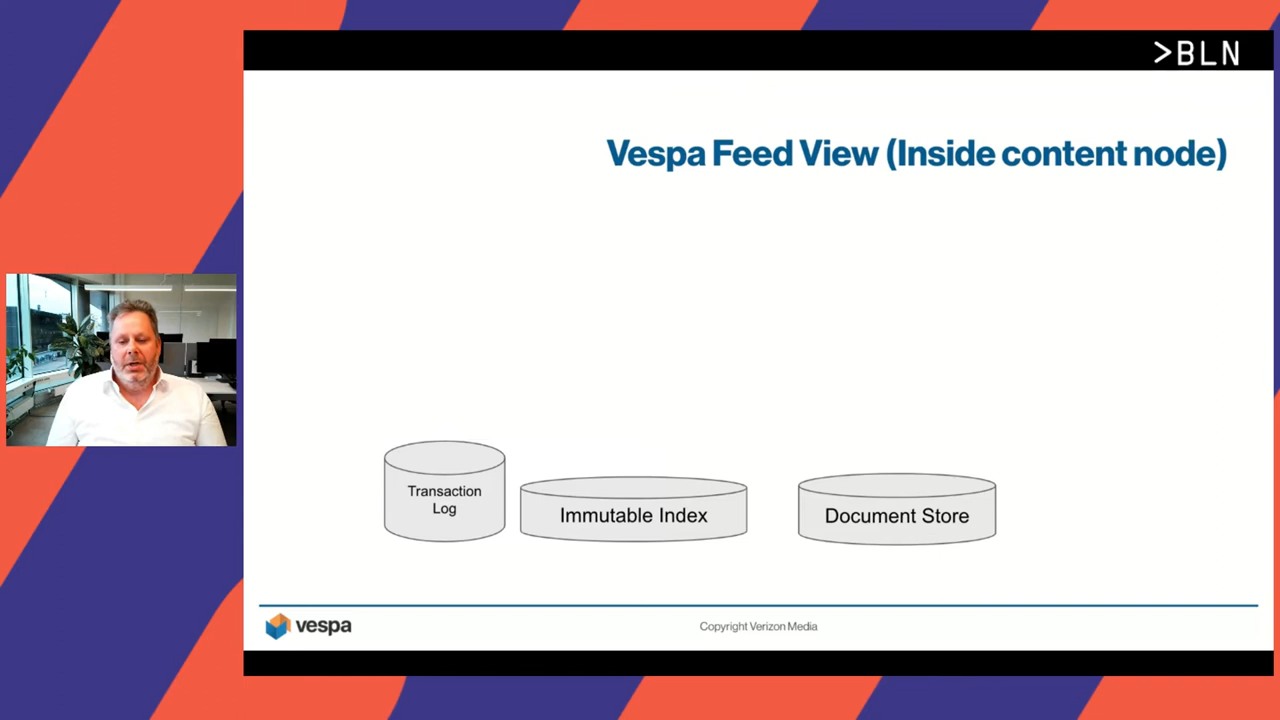 >BLN
Vespa Feed View (Inside content node)
Transaction
Log
Immutable Index
Document Store
vespa
Copyright Verizon Media